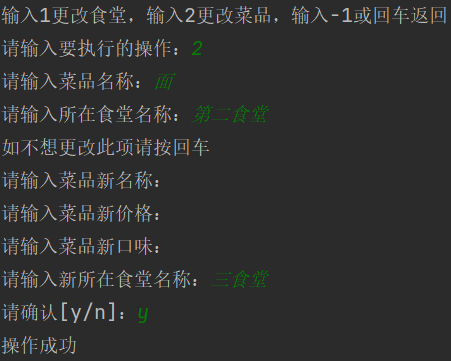 输入1更改食堂，输入2更改菜品，输入-1或回车返回
请输入要执行的操作：2
请输入菜品名称：面
请输入所在食堂名称：第二食堂
如不想更改此项请按回车
请输入菜品新名称：
请输入菜品新价格：
请输入菜品新口味：
请输入新所在食堂名称：三食堂
请确认[y/n]：y
操作成功